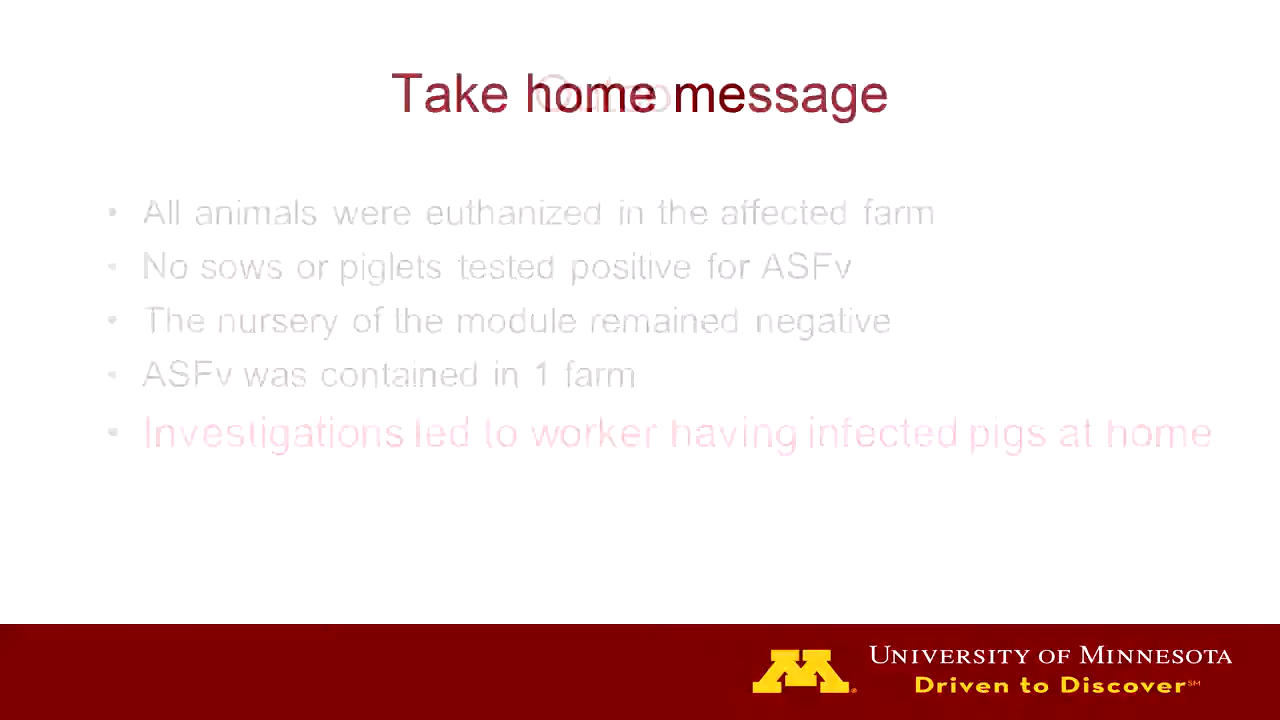 Take home message
• All animals were euthanized in the affected farm
• No sows or piglets tested positive for ASFv
• The nursery of the module remained negative
• ASFv was contained in 1 farm
• Investigations led to worker having infected pigs at home
M
UNIVERSITY OF MINNESOTA
Driven to Discover℠